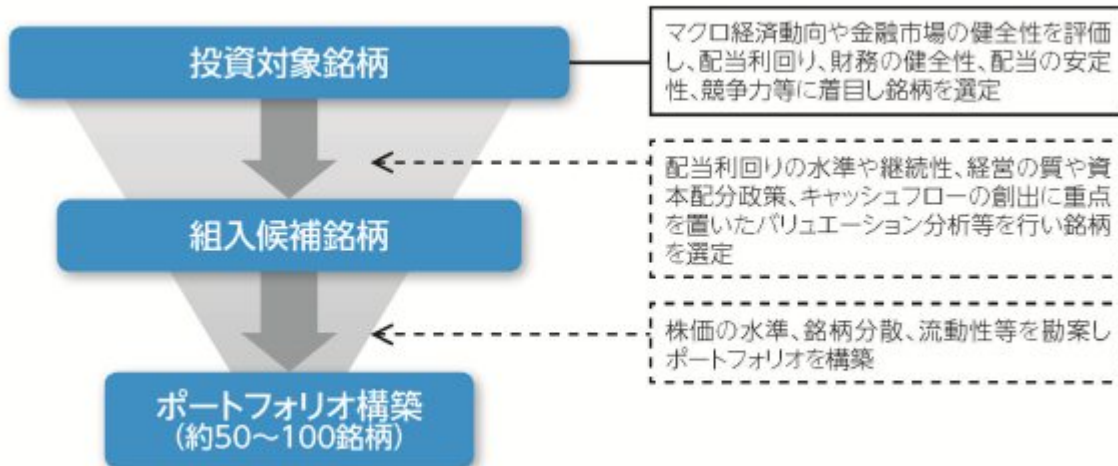 投資対象銘柄
マクロ経済動向や金融市場の健全性を評価
し、配当利回り、財務の健全性、配当の安定
性、競争力等に着目し銘柄を選定
配当利回りの水準や継続性、経営の質や資
本配分政策、キャッシュフローの創出に重点
を置いたバリュエーション分析等を行い銘柄
を選定
組入候補銘柄
株価の水準、銘柄分散、流動性等を勘案し
ポートフォリオを構築
ポートフォリオ構築
(約50～100銘柄)